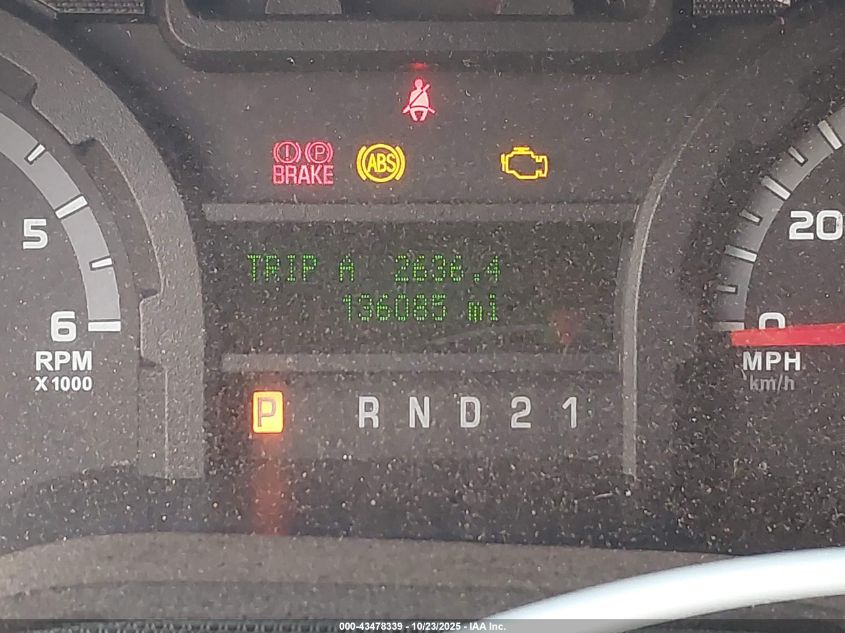 ! P
BRAKE
ABS
5
6
RPM
X 1000
TRIP A 2636.4
136085 mi
P R N D 2 1
20
0
MPH
km/h
000-43478339 - 10/23/2025 - IAA Inc.